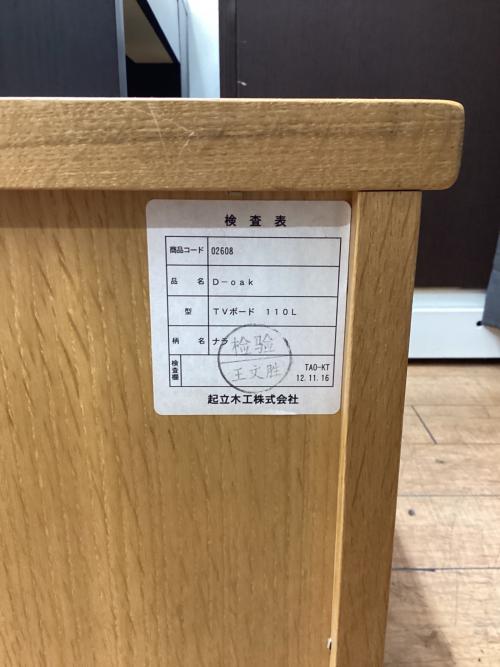 検査表
商品コード 02608
品名 D-oak
型 TVボード 110L
柄名 ナラ
检验
王文胜
検査欄 TAO-KT
12.11.16
起立木工株式会社